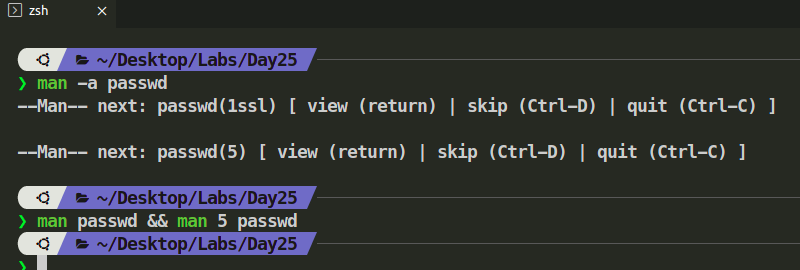 zsh
~/Desktop/Labs/Day25
❯ man -a passwd
--Man-- next: passwd(1ssl) [ view (return) | skip (Ctrl-D) | quit (Ctrl-C) ]
--Man-- next: passwd(5) [ view (return) | skip (Ctrl-D) | quit (Ctrl-C) ]
~/Desktop/Labs/Day25
❯ man passwd && man 5 passwd
~/Desktop/Labs/Day25
❯